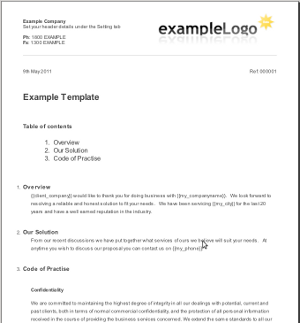 Example Company
Set your header details under the Setting tab
Ph: 1800 EXAMPLE
Fx: 1300 EXAMPLE
exampleLogo
9th May 2011
Ref 000001
Example Template
Table of contents
1. Overview
2. Our Solution
3. Code of Practise
1. Overview
{{client_company}} would like to thank you for doing business with {{my_companyname}}. We look forward to
resolving a reliable and honest solution to fit your needs. We have been servicing {{my_city}} for the last 20
years and have a well earned reputation in the industry.
2. Our Solution
From our recent discussions we have put together what services of ours we believe will suit your needs. At
anytime you wish to discuss our proposal you can contact us on {{my_phone}}
3. Code of Practise
Confidentiality
We are committed to maintaining the highest degree of integrity in all our dealings with potential, current and
past clients, both in terms of normal commercial confidentiality, and the protection of all personal information
received in the course of providing the business services concerned. We extend the same standards to all our